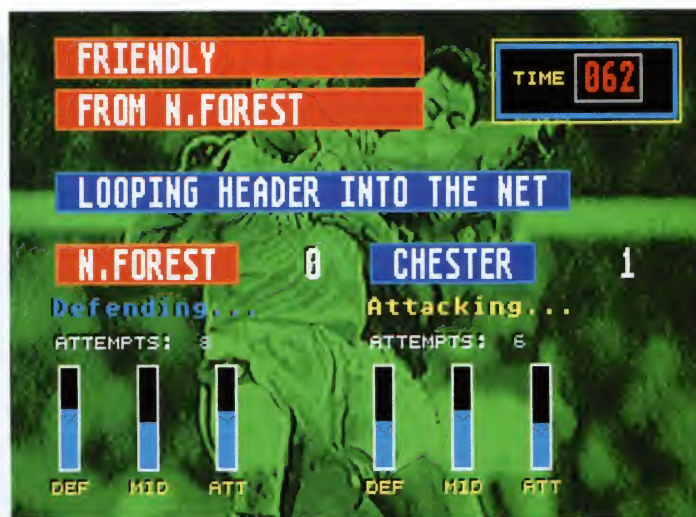 FRIENDLY
TIME 062
FROM N.FOREST
LOOPING HEADER INTO THE NET
N.FOREST 0 CHESTER 1
Defending... Attacking...
ATTEMPTS: 8 ATTEMPTS: 6
DEF MID ATT DEF MID ATT